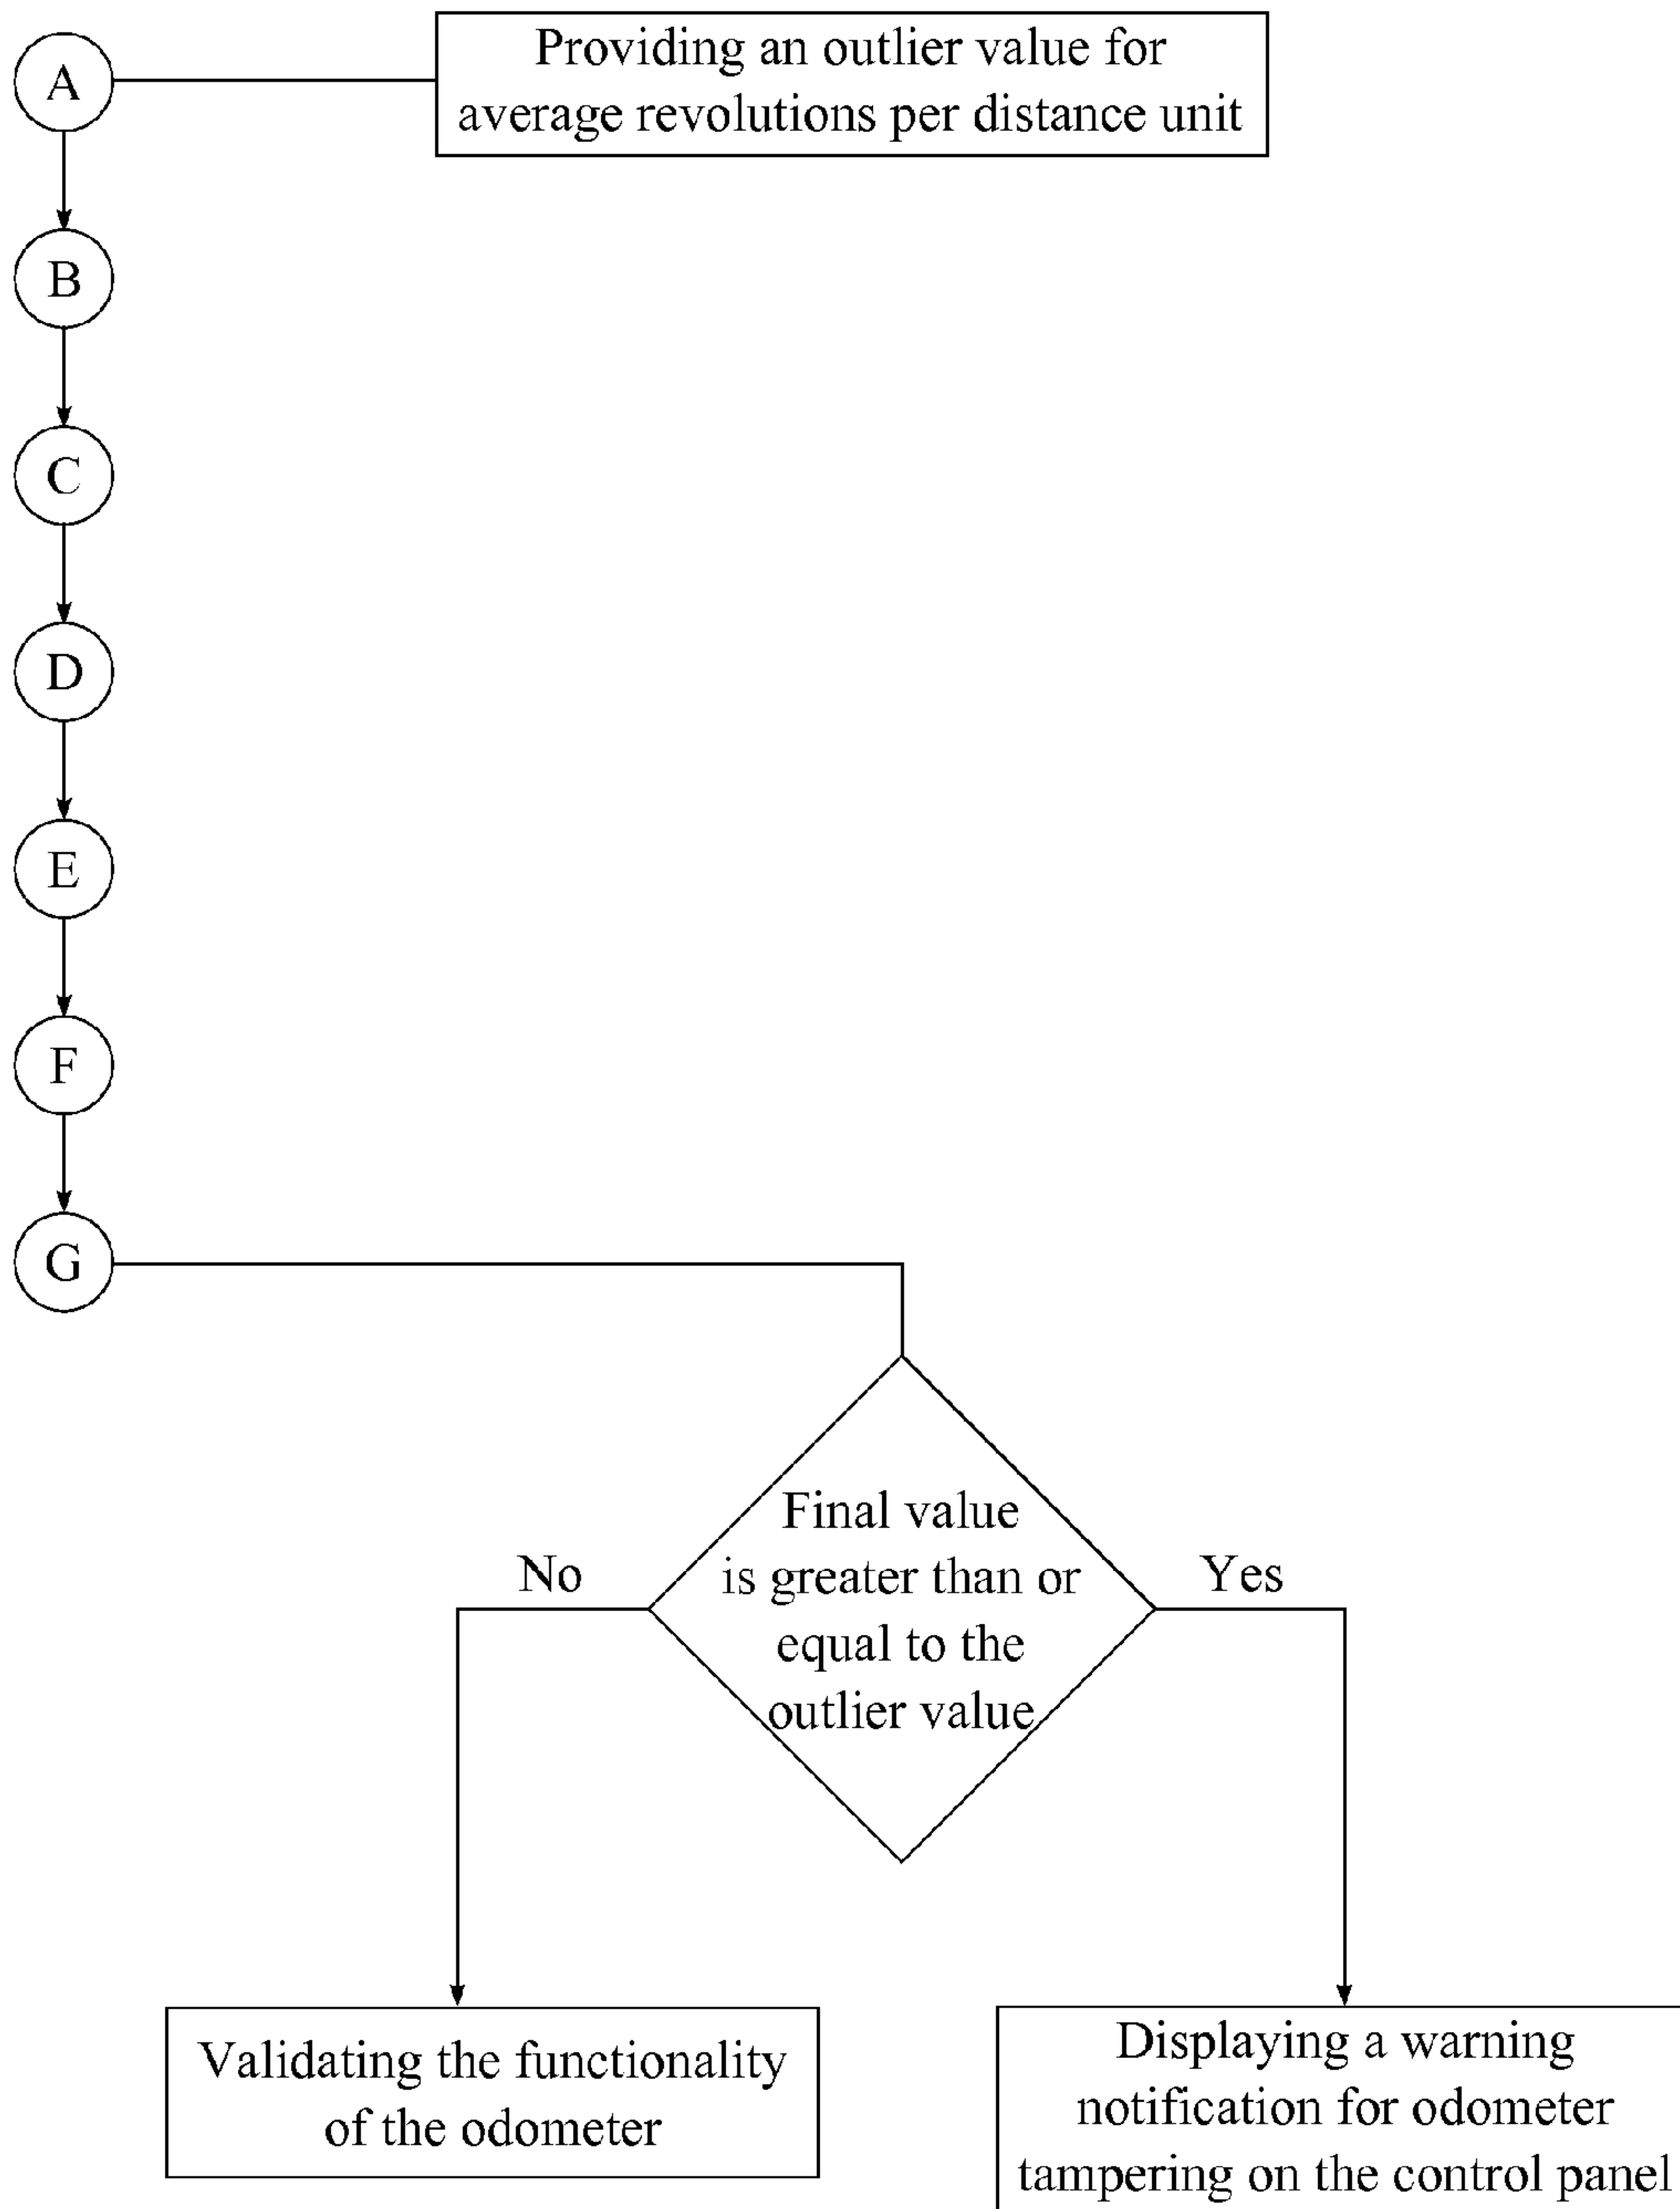 A
Providing an outlier value for
average revolutions per distance unit
B
C
D
E
F
G
Final value
is greater than or
equal to the
outlier value
No
Yes
Validating the functionality
of the odometer
Displaying a warning
notification for odometer
tampering on the control panel